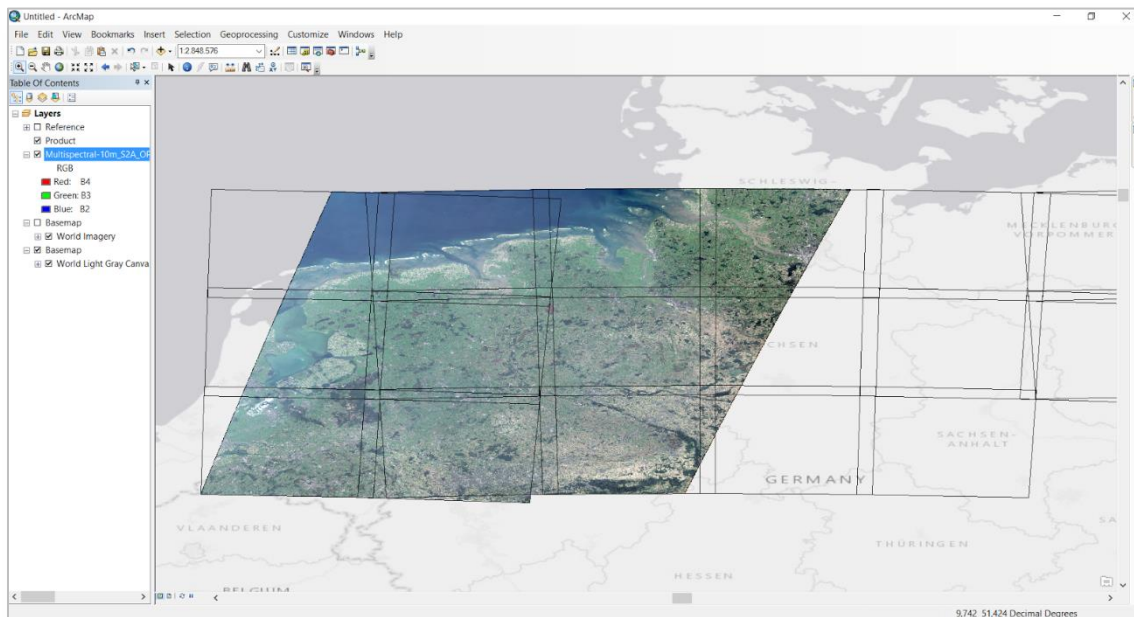 Untitled - ArcMap
File Edit View Bookmarks Insert Selection Geoprocessing Customize Windows Help
1:2.848.576
Table Of Contents
Layers
Reference
Product
Multispectral-10m_S2A_OP
RGB
Red: B4
Green: B3
Blue: B2
Basemap
World Imagery
Basemap
World Light Gray Canva
SCHLESWIG-
MECKLENBURG
VORPOMMER
CHSEN
SACHSEN-
ANHALT
GERMANY
VLAANDEREN
THÜRINGEN
SA
HESSEN
BELGIUM
9,742 51,424 Decimal Degrees